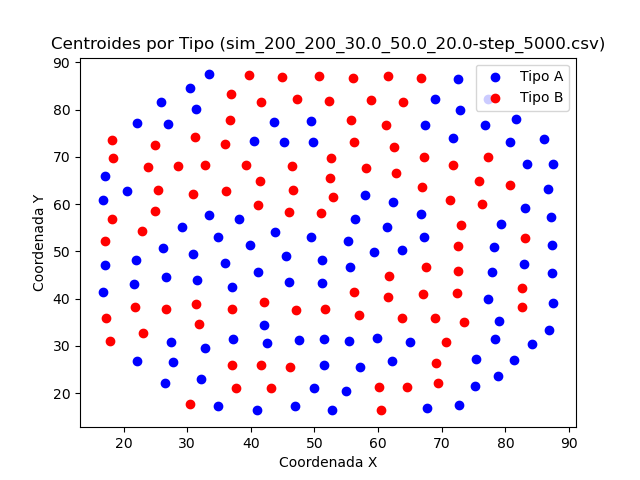 Centroides por Tipo (sim_200_200_30.0_50.0_20.0-step_5000.csv)
90
80
70
60
50
40
30
20
Coordenada Y
Tipo A
Tipo B
20 30 40 50 60 70 80 90
Coordenada X